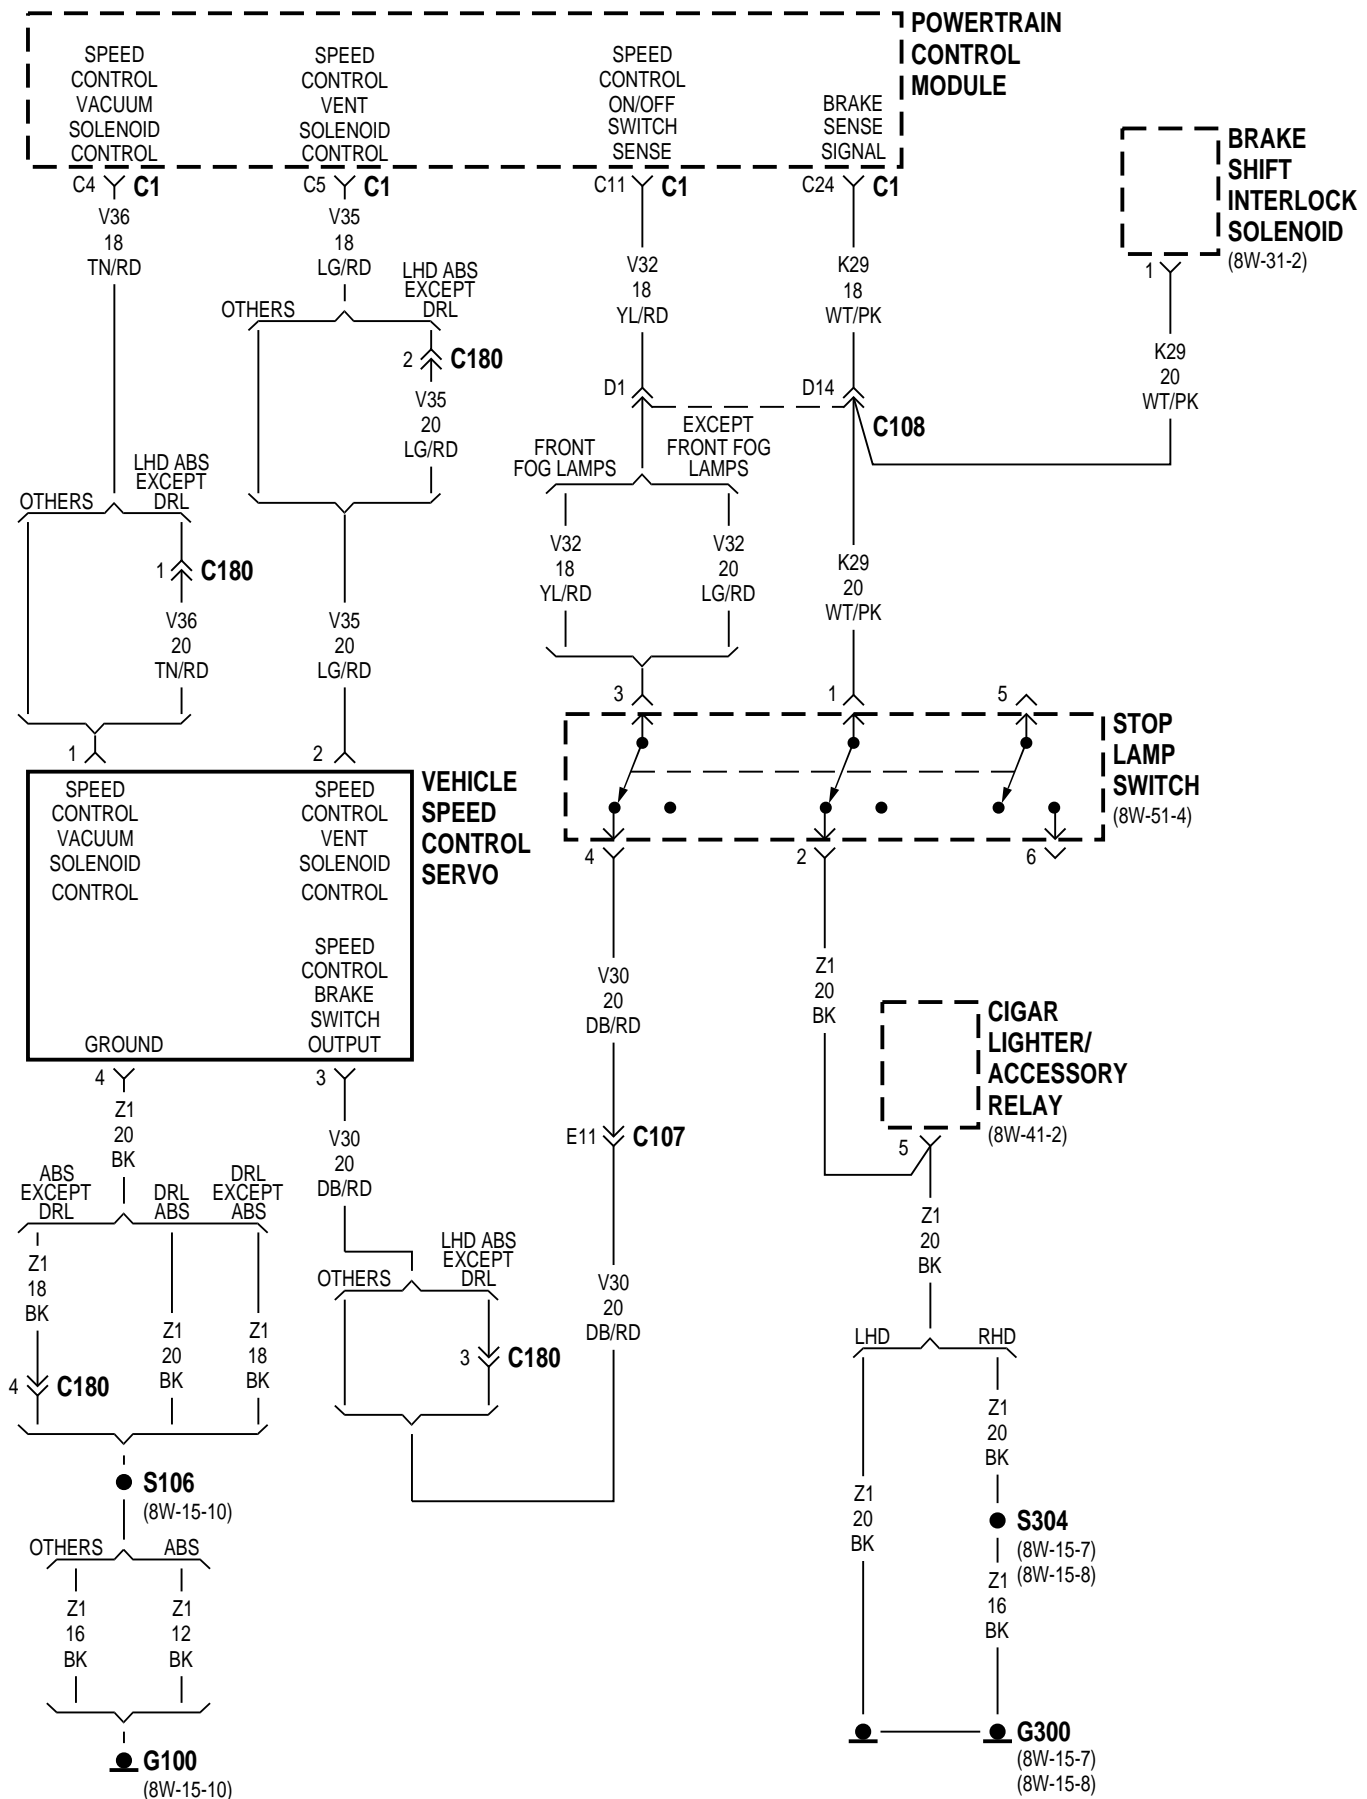 POWERTRAIN
CONTROL
MODULE
SPEED
CONTROL
VACUUM
SOLENOID
CONTROL
SPEED
CONTROL
VENT
SOLENOID
CONTROL
SPEED
CONTROL
ON/OFF
SWITCH
SENSE
BRAKE
SENSE
SIGNAL
BRAKE
SHIFT
INTERLOCK
SOLENOID
(8W-31-2)
C4 C1
C5 C1
C11 C1
C24 C1
1
V36
18
TN/RD
V35
18
LG/RD
V32
18
YL/RD
K29
18
WT/PK
K29
20
WT/PK
OTHERS
LHD ABS
EXCEPT
DRL
2 C180
V35
20
LG/RD
D1
D14
C108
FRONT
FOG LAMPS
EXCEPT
FRONT FOG
LAMPS
OTHERS
LHD ABS
EXCEPT
DRL
1 C180
V36
20
TN/RD
V35
20
LG/RD
V32
18
YL/RD
V32
20
LG/RD
K29
20
WT/PK
1
2
3
1
5
STOP
LAMP
SWITCH
(8W-51-4)
4
2
6
VEHICLE
SPEED
CONTROL
SERVO
SPEED
CONTROL
VACUUM
SOLENOID
CONTROL
SPEED
CONTROL
VENT
SOLENOID
CONTROL
SPEED
CONTROL
BRAKE
SWITCH
OUTPUT
GROUND
4
3
V30
20
DB/RD
Z1
20
BK
CIGAR
LIGHTER/
ACCESSORY
RELAY
(8W-41-2)
5
E11 C107
Z1
20
BK
V30
20
DB/RD
ABS
EXCEPT
DRL
DRL
ABS
DRL
EXCEPT
ABS
Z1
18
BK
Z1
20
BK
Z1
18
BK
4 C180
OTHERS
LHD ABS
EXCEPT
DRL
3 C180
V30
20
DB/RD
Z1
20
BK
LHD
RHD
Z1
20
BK
Z1
20
BK
S304
(8W-15-7)
(8W-15-8)
Z1
16
BK
S106
(8W-15-10)
OTHERS
ABS
Z1
16
BK
Z1
12
BK
G100
(8W-15-10)
G300
(8W-15-7)
(8W-15-8)